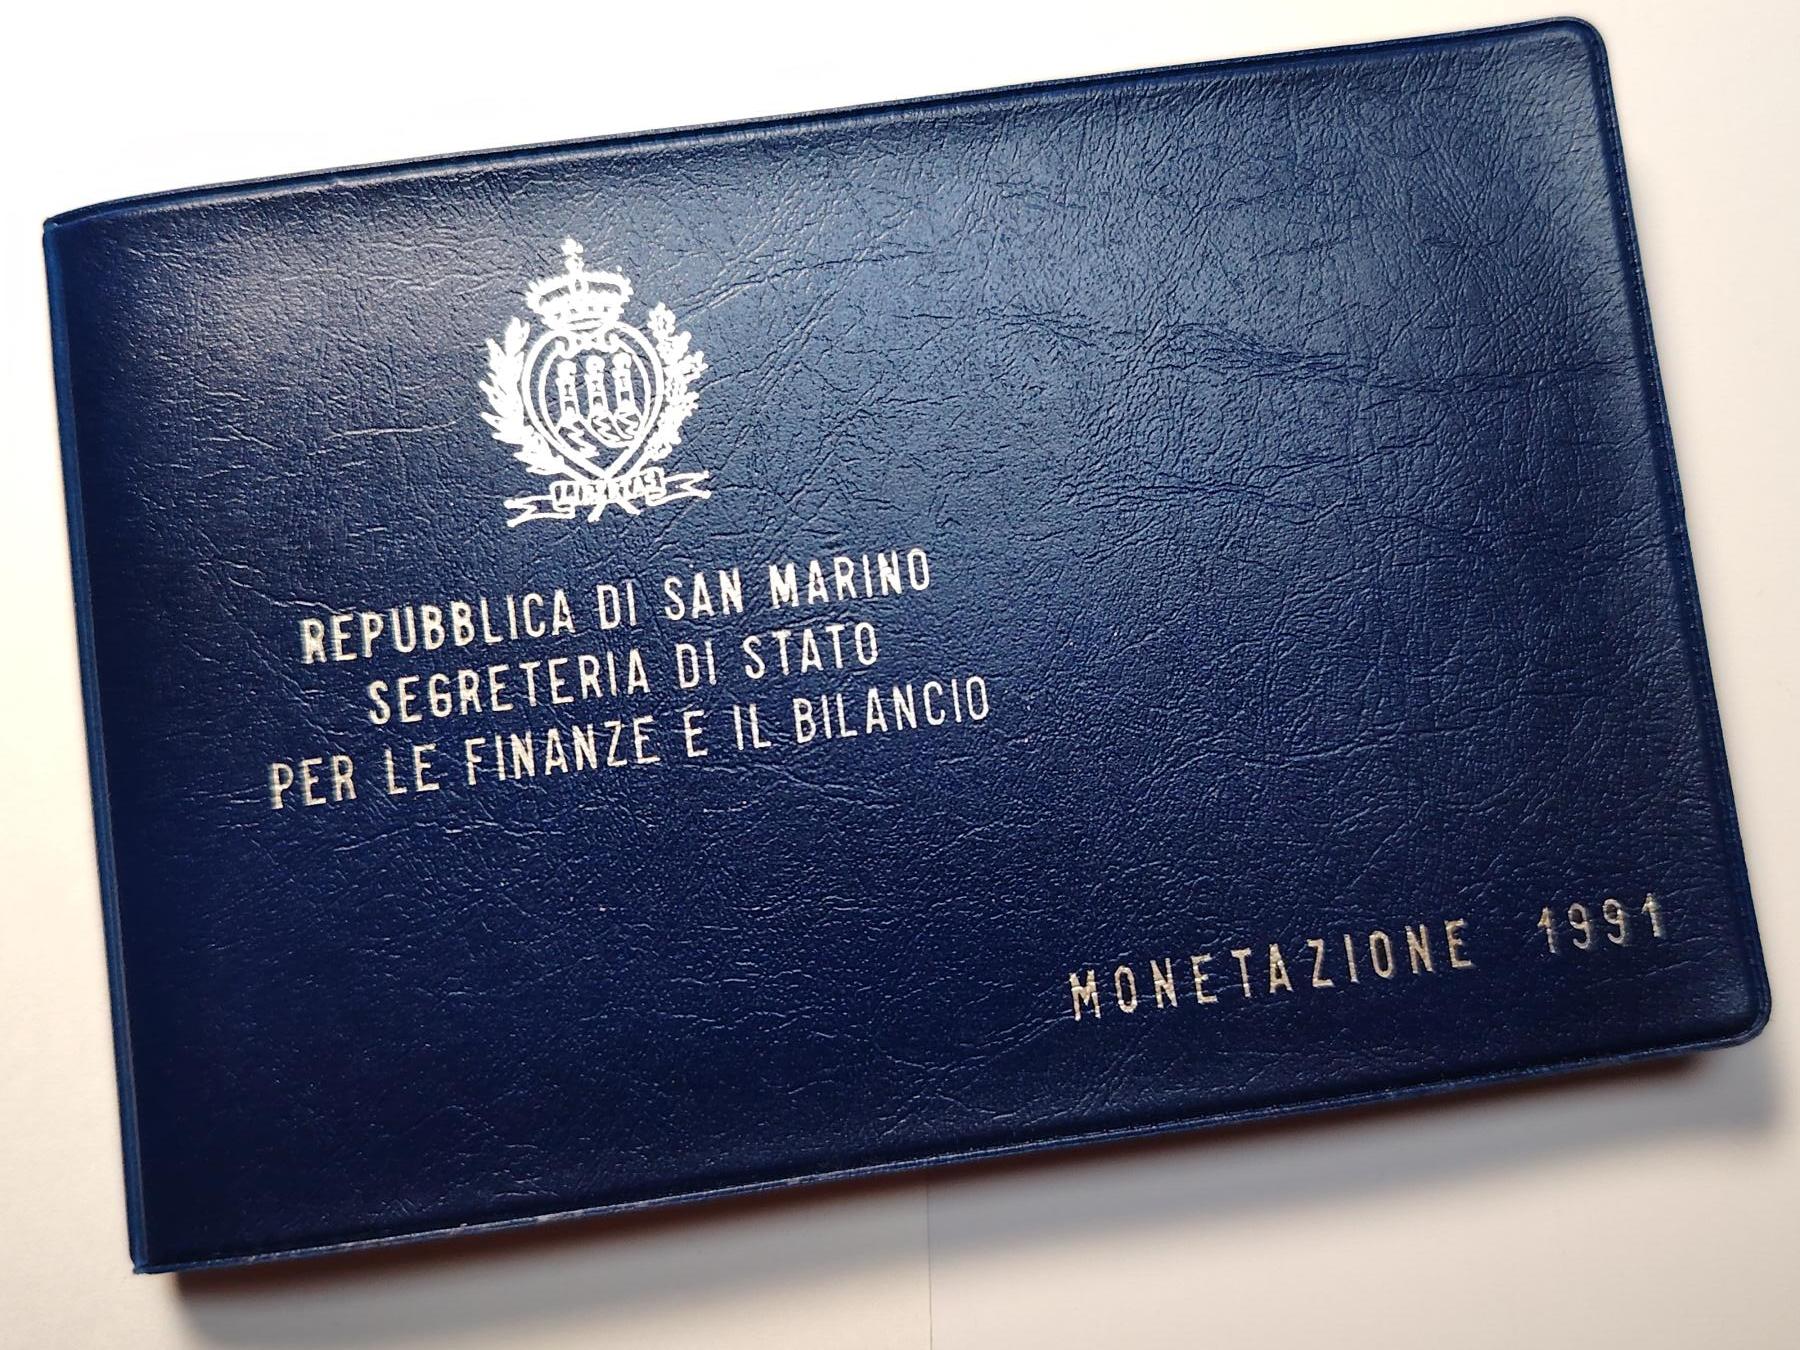 LIBERTAS
REPUBBLICA DI SAN MARINO
SEGRETERIA DI STATO
PER LE FINANZE E IL BILANCIO
MONETAZIONE 1991